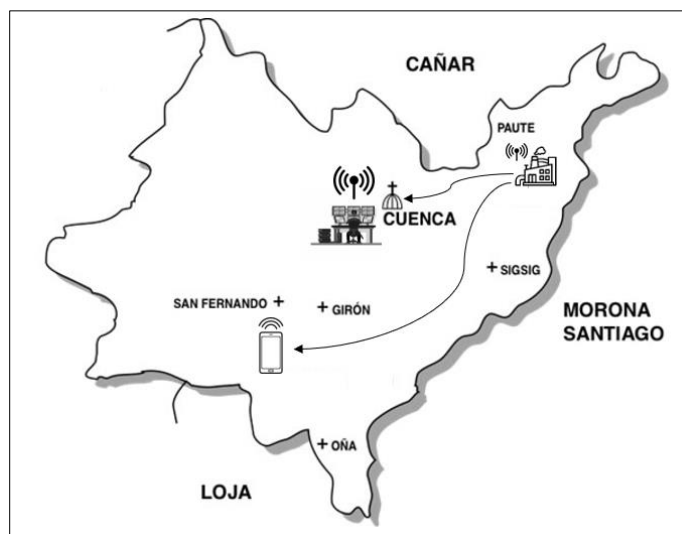 CAÑAR
PAUTE
CUENCA
SIGSIG
SAN FERNANDO
GIRÓN
MORONA
SANTIAGO
OÑA
LOJA